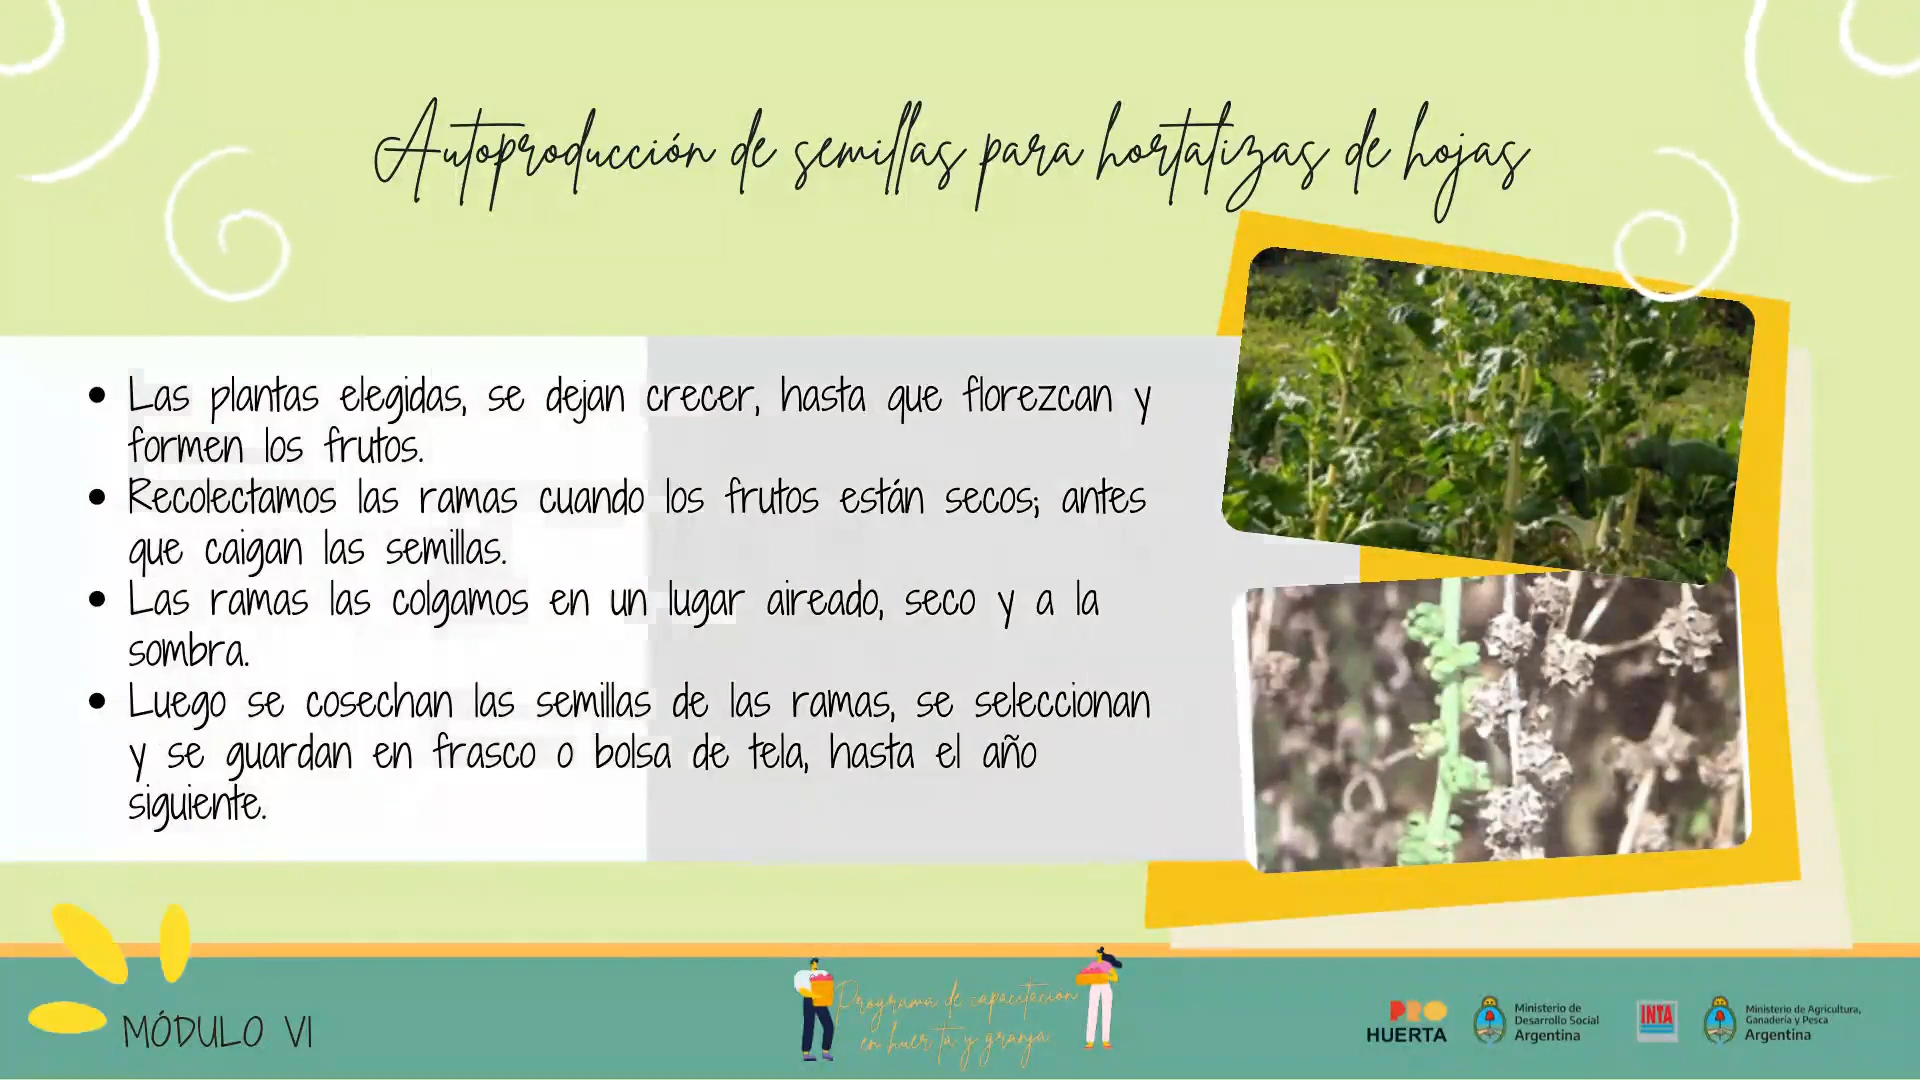 Autoproducción de semillas para hortalizas de hojas
• Las plantas elegidas, se dejan crecer, hasta que florezcan y
formen los frutos.
• Recolectamos las ramas cuando los frutos están secos; antes
que caigan las semillas.
• Las ramas las colgamos en un lugar aireado, seco y a la
sombra.
• Luego se cosechan las semillas de las ramas, se seleccionan
y se guardan en frasco o bolsa de tela, hasta el año
siguiente.
MÓDULO VI
Programa de capacitación
en huerta y granja
PRO
HUERTA
Ministerio de
Desarrollo Social
Argentina
INTA
Ministerio de Agricultura,
Ganadería y Pesca
Argentina